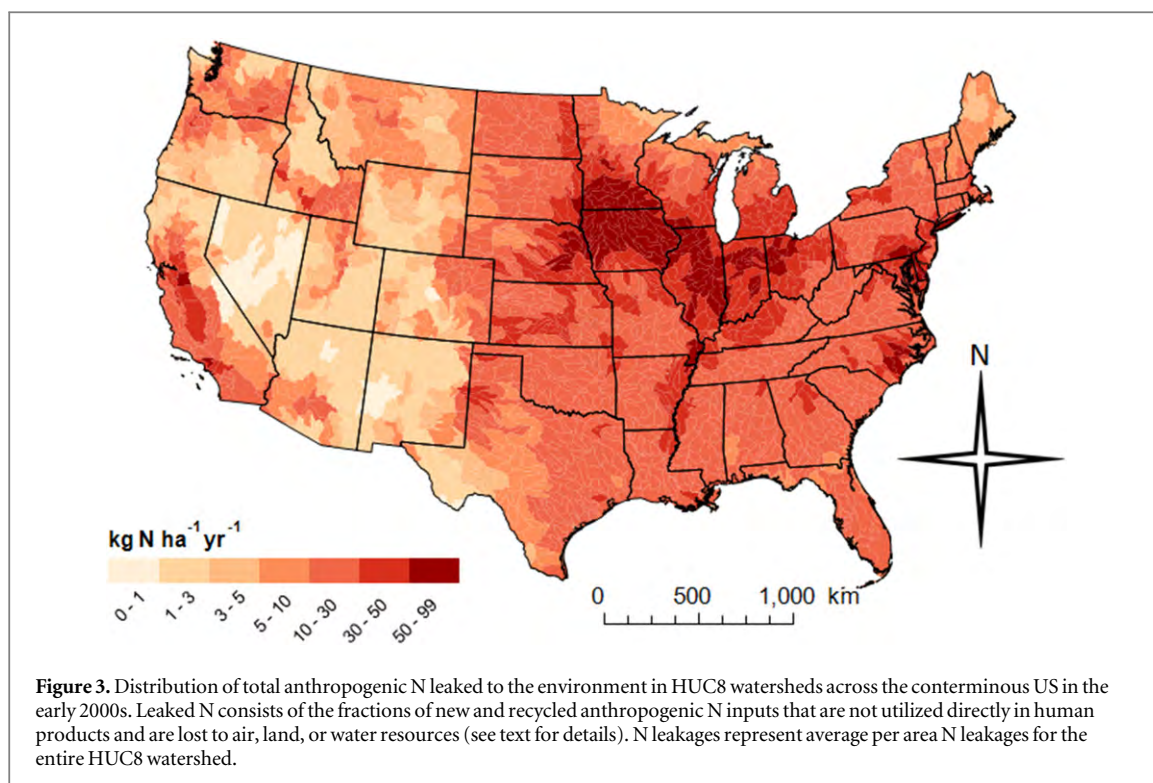 N
kg N ha⁻¹ yr⁻¹
0 - 1
1 - 3
3 - 5
5 - 10
10 - 30
30 - 50
50 - 99
0 500 1,000 km
Figure 3. Distribution of total anthropogenic N leaked to the environment in HUC8 watersheds across the conterminous US in the
early 2000s. Leaked N consists of the fractions of new and recycled anthropogenic N inputs that are not utilized directly in human
products and are lost to air, land, or water resources (see text for details). N leakages represent average per area N leakages for the
entire HUC8 watershed.